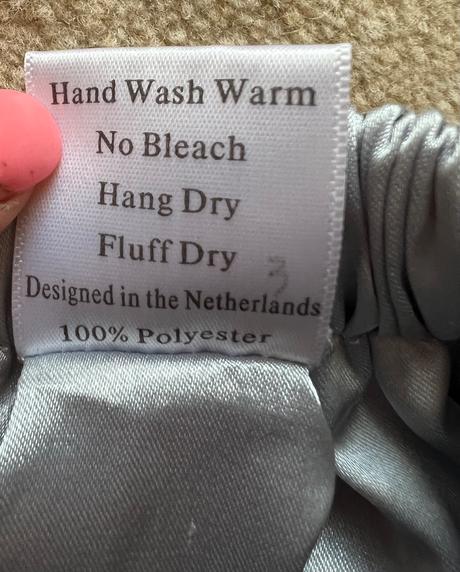 Hand Wash Warm
No Bleach
Hang Dry
Fluff Dry
Designed in the Netherlands
100% Polyester